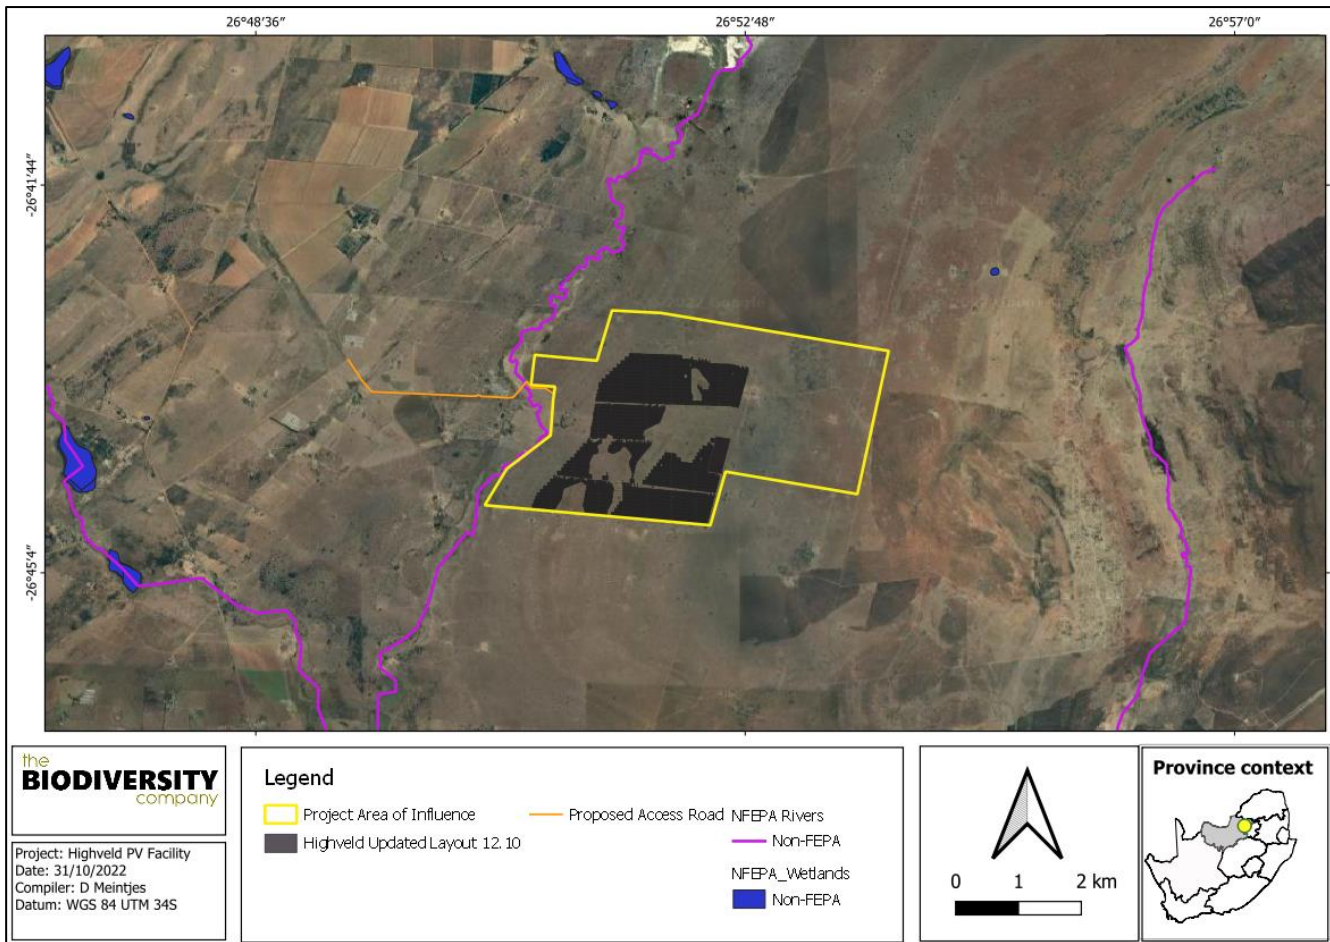 26°48′36″
26°52′48″
26°57′0″
-26°41′44″
-26°45′4″
the
BIODIVERSITY
company
Project: Highveld PV Facility
Date: 31/10/2022
Compiler: D Meintjes
Datum: WGS 84 UTM 34S
Legend
Project Area of Influence
Highveld Updated Layout 12.10
Proposed Access Road
NFEPA Rivers
Non-FEPA
NFEPA_Wetlands
Non-FEPA
0 1 2 km
Province context